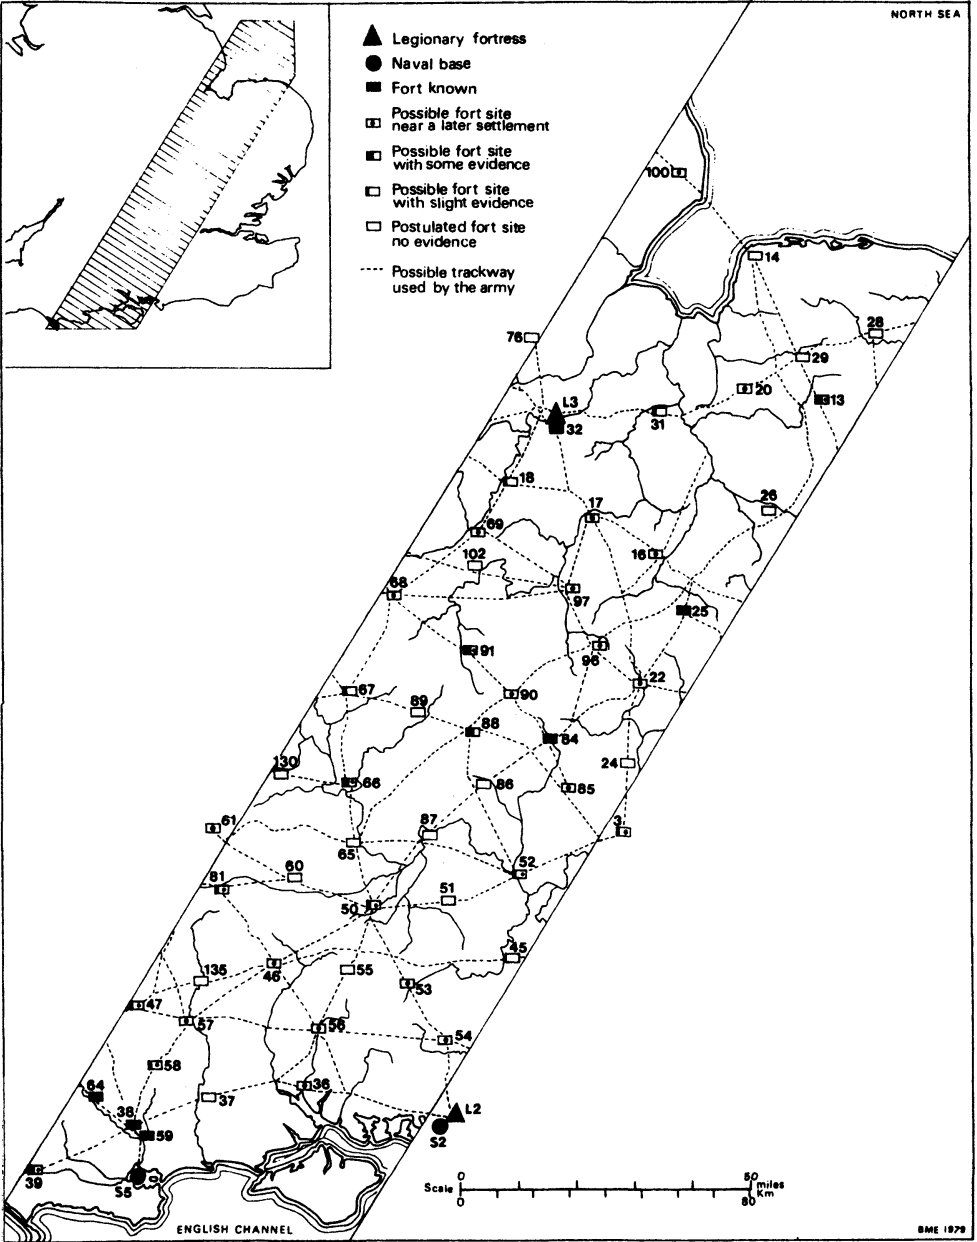 NORTH SEA
Legionary fortress
Naval base
Fort known
Possible fort site
near a later settlement
Possible fort site
with some evidence
Possible fort site
with slight evidence
Postulated fort site
no evidence
Possible trackway
used by the army
100
14
28
76
29
20
13
L3
32
31
18
26
17
69
16
102
68
97
25
96
91
22
67
90
89
88
84
24
130
66
86
85
61
87
3
65
60
52
81
51
50
45
46
55
135
53
47
57
56
54
58
64
36
37
L2
38
59
S2
39
S5
Scale
0
50
miles
Km
0
80
ENGLISH CHANNEL
BME 1979